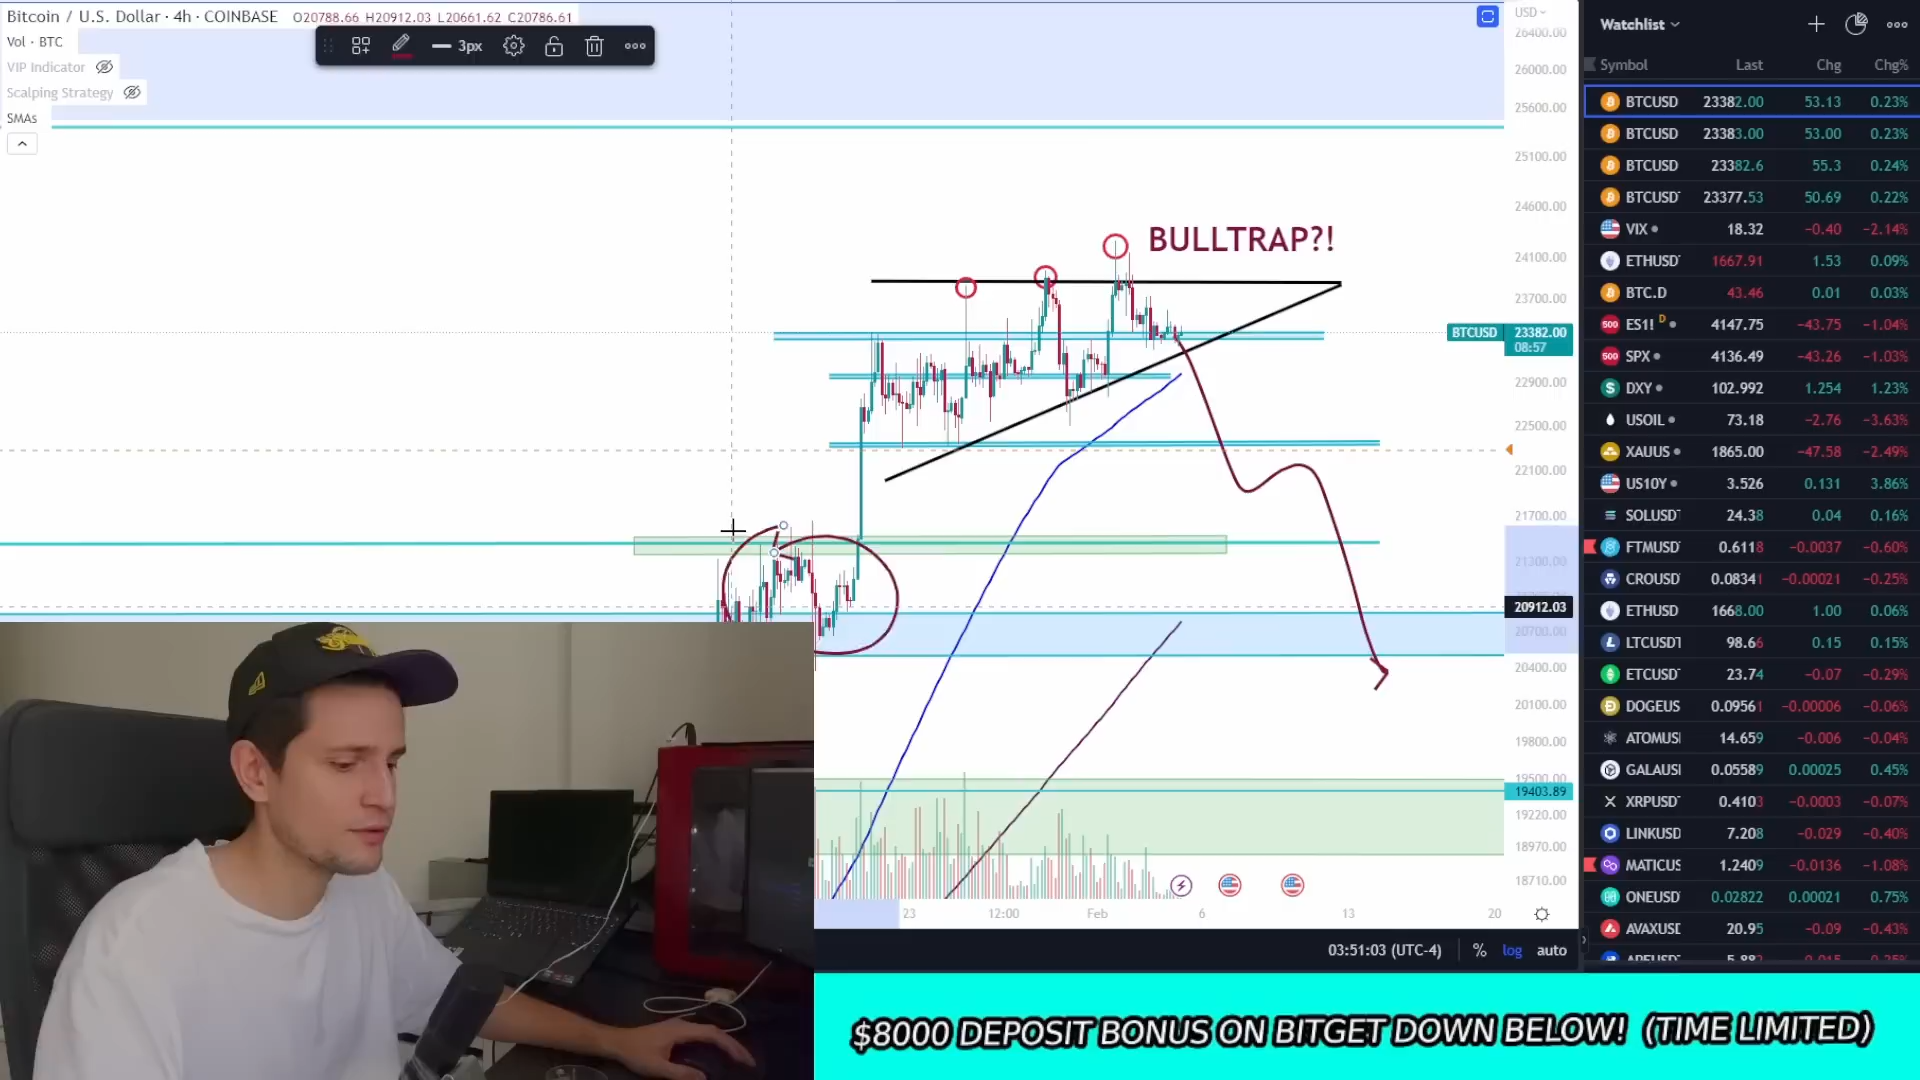 Bitcoin / U.S. Dollar · 4h · COINBASE O20788.66 H20912.03 L20661.62 C20786.61
Vol · BTC
VIP Indicator
Scalping Strategy
SMAs
3px
BULLTRAP?!
USD
26400.00
26000.00
25600.00
25100.00
24600.00
24100.00
23700.00
BTCUSD 23382.00
08:57
22900.00
22500.00
22100.00
21700.00
21300.00
20912.03
20700.00
20400.00
20100.00
19800.00
19500.00
19403.89
19220.00
18970.00
18710.00
23 12:00 Feb 6 13 20
03:51:03 (UTC-4) % log auto
Watchlist
Symbol Last Chg Chg%
BTCUSD 23382.00 53.13 0.23%
BTCUSD 23383.00 53.00 0.23%
BTCUSD 23382.6 55.3 0.24%
BTCUSD 23377.53 50.69 0.22%
VIX 18.32 −0.40 −2.14%
ETHUSD 1667.91 1.53 0.09%
BTC.D 43.46 0.01 0.03%
500 ES1! D 4147.75 −43.75 −1.04%
500 SPX 4136.49 −43.26 −1.03%
DXY 102.992 1.254 1.23%
USOIL 73.18 −2.76 −3.63%
XAUUS 1865.00 −47.58 −2.49%
US10Y 3.526 0.131 3.86%
SOLUSD 24.38 0.04 0.16%
FTMUSD 0.6118 −0.0037 −0.60%
CROUSD 0.08341 −0.00021 −0.25%
ETHUSD 1668.00 1.00 0.06%
LTCUSDT 98.66 0.15 0.15%
ETCUSD 23.74 −0.07 −0.29%
DOGEUS 0.09561 −0.00006 −0.06%
ATOMUS 14.659 −0.006 −0.04%
GALAUS 0.05589 0.00025 0.45%
XRPUSD 0.4103 −0.0003 −0.07%
LINKUSD 7.208 −0.029 −0.40%
MATICUS 1.2409 −0.0136 −1.08%
ONEUSD 0.02822 0.00021 0.75%
AVAXUSD 20.95 −0.09 −0.43%
$8000 DEPOSIT BONUS ON BITGET DOWN BELOW! (TIME LIMITED)